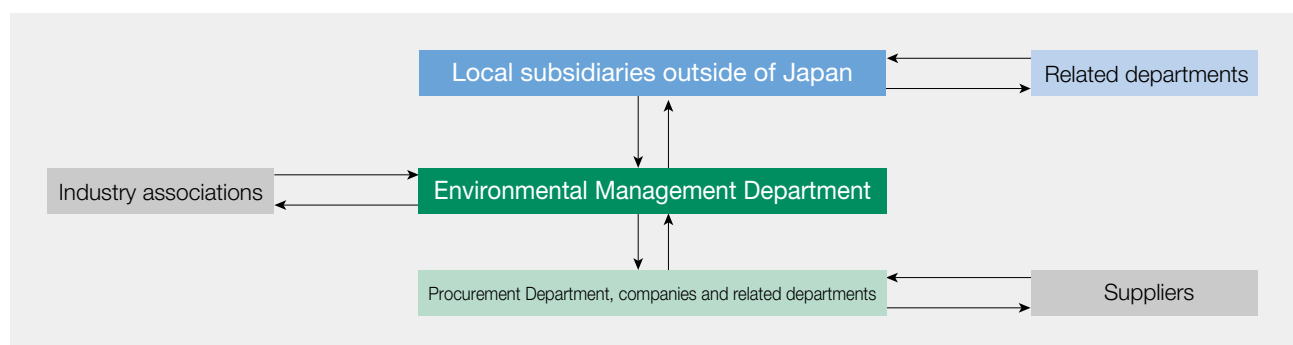 Local subsidiaries outside of Japan
Related departments
Industry associations
Environmental Management Department
Procurement Department, companies and related departments
Suppliers